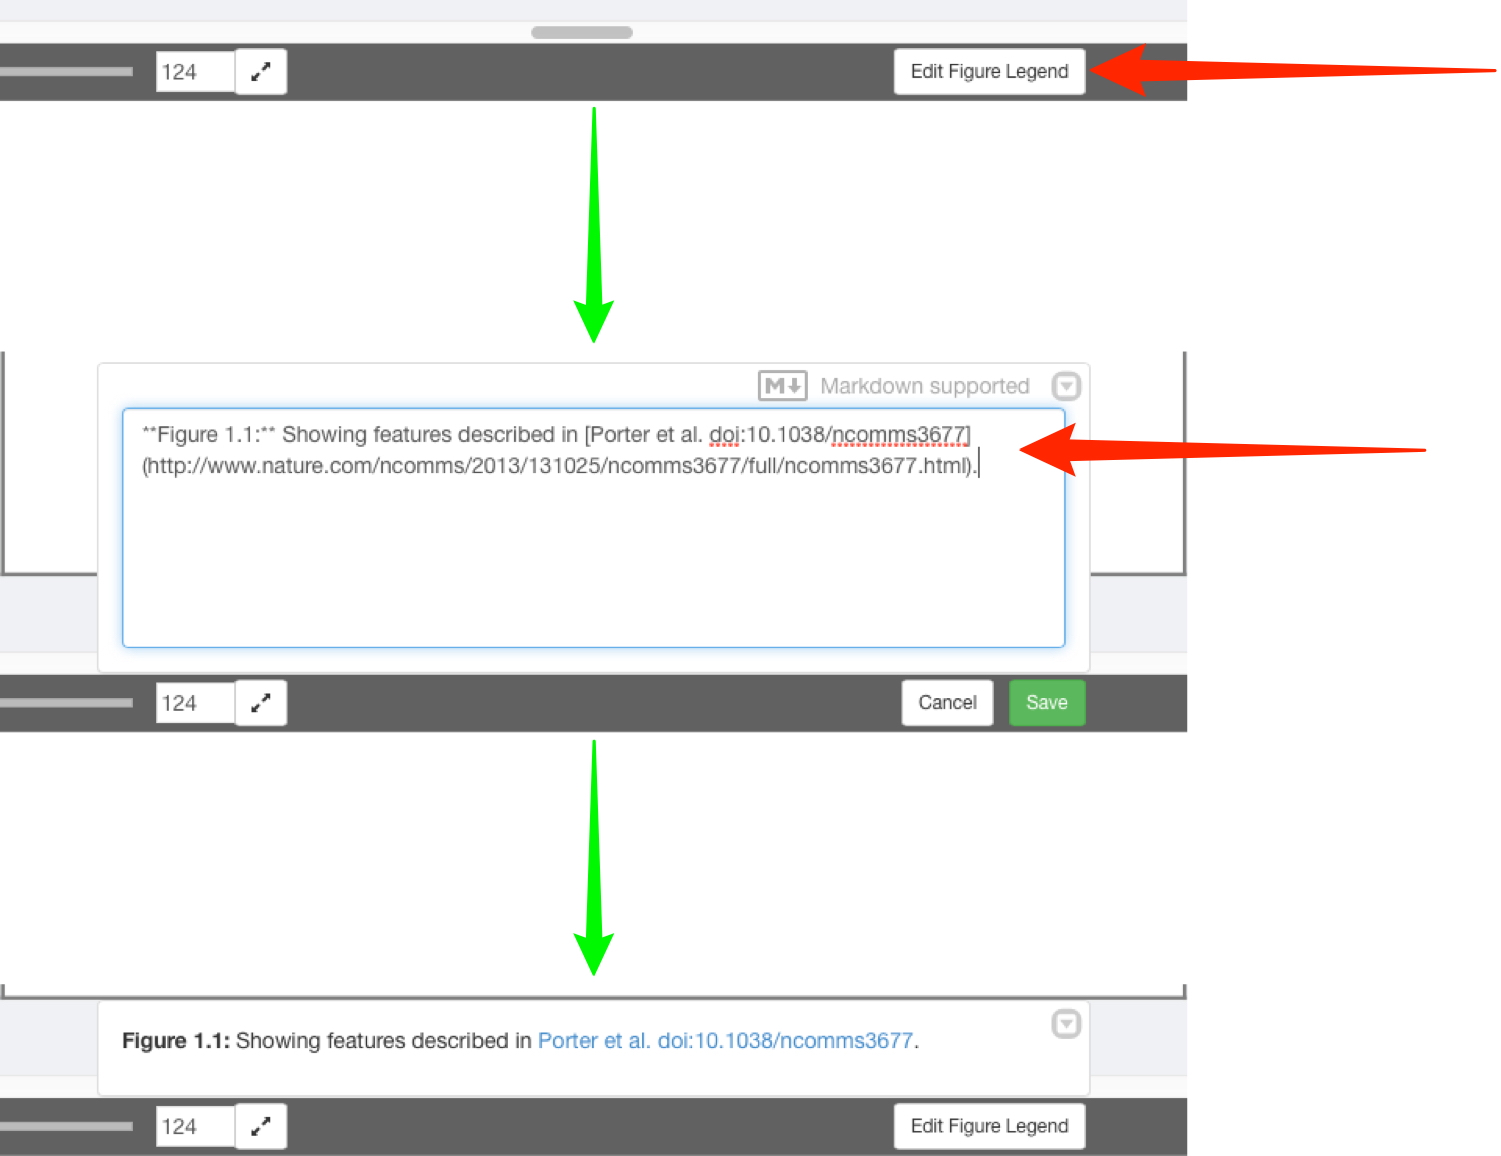 124
Edit Figure Legend
M Markdown supported
**Figure 1.1:** Showing features described in [Porter et al. doi:10.1038/ncomms3677]
(http://www.nature.com/ncomms/2013/131025/ncomms3677/full/ncomms3677.html).
124
Cancel
Save
Figure 1.1: Showing features described in Porter et al. doi:10.1038/ncomms3677.
124
Edit Figure Legend